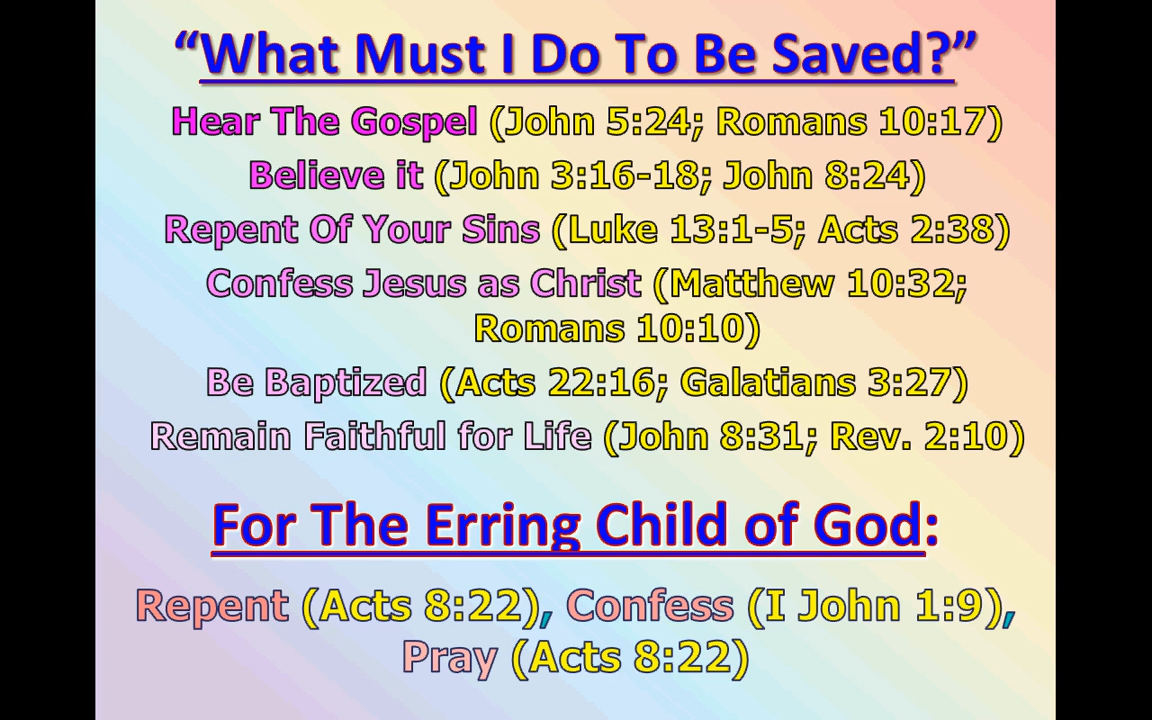 “What Must I Do To Be Saved?”
Hear The Gospel (John 5:24; Romans 10:17)
Believe it (John 3:16-18; John 8:24)
Repent Of Your Sins (Luke 13:1-5; Acts 2:38)
Confess Jesus as Christ (Matthew 10:32;
Romans 10:10)
Be Baptized (Acts 22:16; Galatians 3:27)
Remain Faithful for Life (John 8:31; Rev. 2:10)
For The Erring Child of God:
Repent (Acts 8:22), Confess (I John 1:9),
Pray (Acts 8:22)